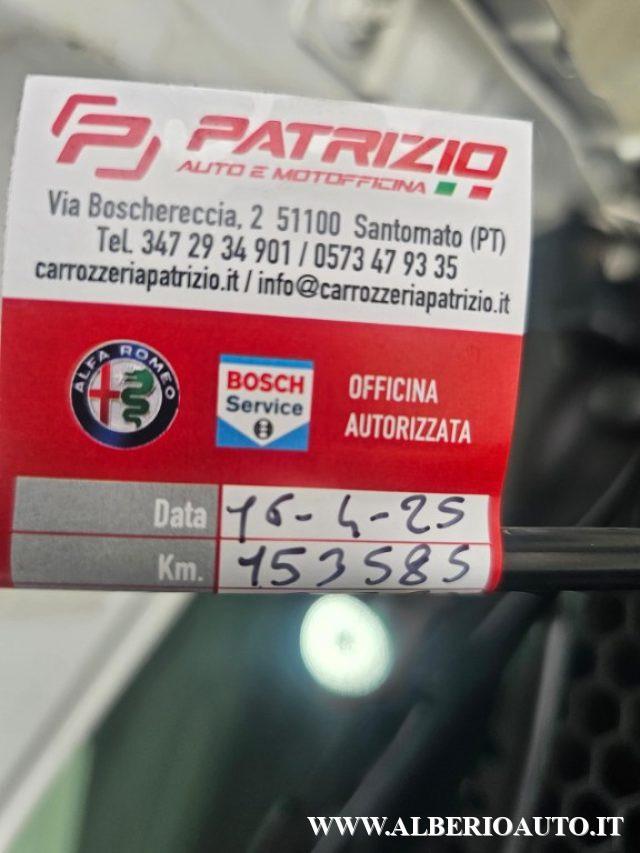 PATRIZIO
AUTO E MOTOFFICINA
Via Boschereccia, 2 51100 Santomato (PT)
Tel. 347 29 34 901 / 0573 47 93 35
carrozzeriapatrizio.it / info@carrozzeriapatrizio.it
ALFA ROMEO
BOSCH
Service
OFFICINA
AUTORIZZATA
Data 16-4-25
Km. 153585
WWW.ALBERIOAUTO.IT